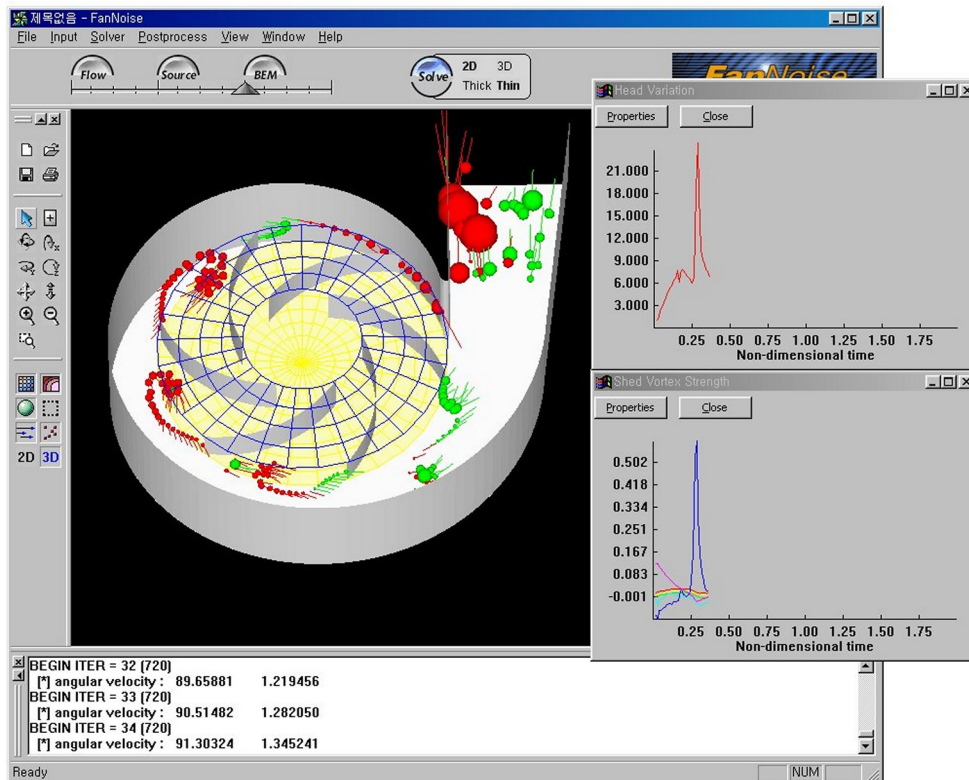 제목없음 - FanNoise
File Input Solver Postprocess View Window Help
Flow Source BEM
Solve
2D 3D
Thick Thin
FanNoise
Head Variation
Properties Close
21.000
18.000
15.000
12.000
9.000
6.000
3.000
0.25 0.50 0.75 1.00 1.25 1.50 1.75
Non-dimensional time
Shed Vortex Strength
Properties Close
0.502
0.418
0.334
0.251
0.167
0.083
-0.001
0.25 0.50 0.75 1.00 1.25 1.50 1.75
Non-dimensional time
2D 3D
BEGIN ITER = 32 (720)
[*] angular velocity : 89.65881 1.219456
BEGIN ITER = 33 (720)
[*] angular velocity : 90.51482 1.282050
BEGIN ITER = 34 (720)
[*] angular velocity : 91.30324 1.345241
Ready
NUM